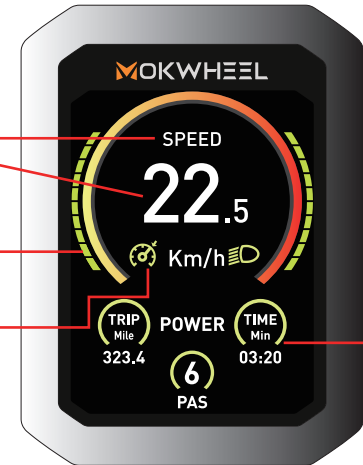 MOKWHEEL
SPEED
22.5
Km/h
TRIP
Mile
323.4
POWER
TIME
Min
03:20
6
PAS